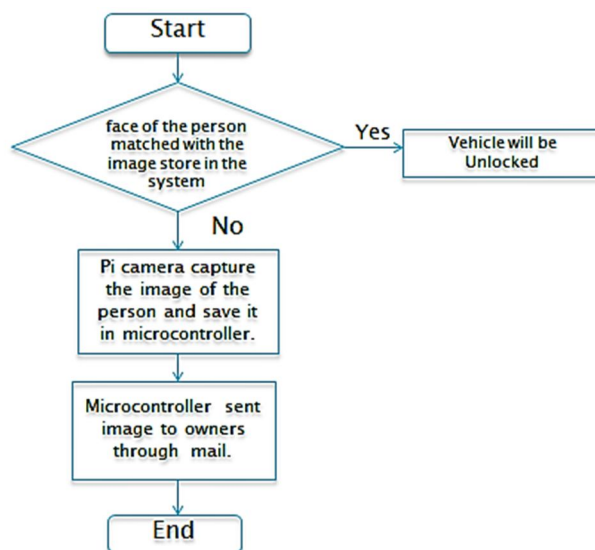 Start
face of the person
matched with the
image store in the
system
Yes
Vehicle will be
Unlocked
No
Pi camera capture
the image of the
person and save it
in microcontroller.
Microcontroller sent
image to owners
through mail.
End